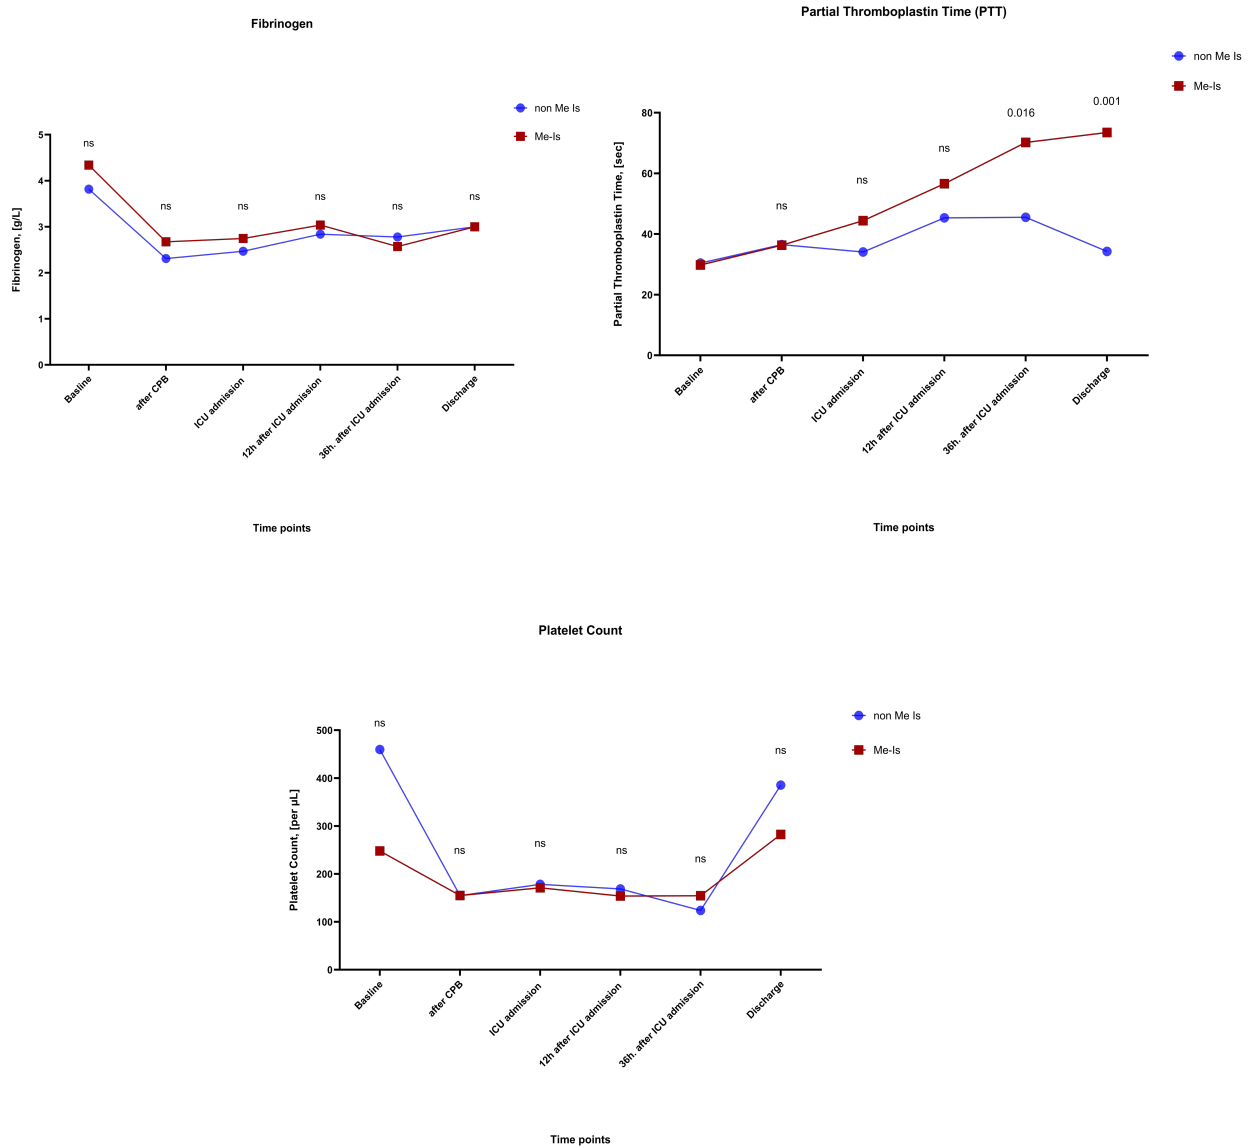 Fibrinogen
non Me Is
Me-Is
Fibrinogen, [g/L]
5
4
3
2
1
0
ns
ns
ns
ns
ns
ns
Basline
after CPB
ICU admission
12h after ICU admission
36h. after ICU admission
Discharge
Time points
Partial Thromboplastin Time (PTT)
non Me Is
Me-Is
Partial Thromboplastin Time, [sec]
80
60
40
20
0
ns
ns
ns
0.016
0.001
Basline
after CPB
ICU admission
12h after ICU admission
36h. after ICU admission
Discharge
Time points
Platelet Count
non Me Is
Me-Is
Platelet Count, [per µL]
500
400
300
200
100
0
ns
ns
ns
ns
ns
ns
Basline
after CPB
ICU admission
12h after ICU admission
36h. after ICU admission
Discharge
Time points